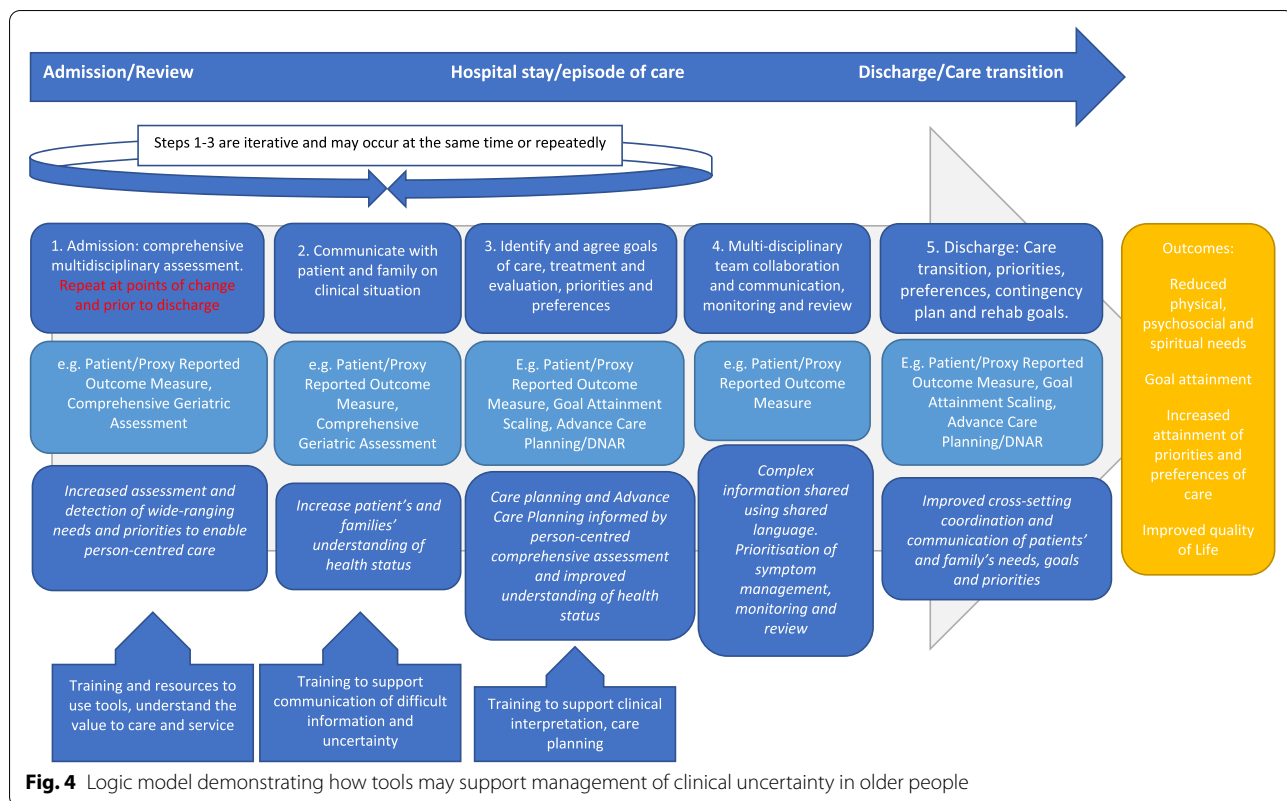 Admission/Review
Hospital stay/episode of care
Discharge/Care transition
Steps 1-3 are iterative and may occur at the same time or repeatedly
1. Admission: comprehensive
multidisciplinary assessment.
Repeat at points of change
and prior to discharge
2. Communicate with
patient and family on
clinical situation
3. Identify and agree goals
of care, treatment and
evaluation, priorities and
preferences
4. Multi-disciplinary
team collaboration
and communication,
monitoring and review
5. Discharge: Care
transition, priorities,
preferences, contingency
plan and rehab goals.
e.g. Patient/Proxy Reported
Outcome Measure,
Comprehensive Geriatric
Assessment
e.g. Patient/Proxy
Reported Outcome
Measure,
Comprehensive
Geriatric Assessment
E.g. Patient/Proxy
Reported Outcome
Measure, Goal Attainment
Scaling, Advance Care
Planning/DNAR
e.g. Patient/Proxy
Reported Outcome
Measure
E.g. Patient/Proxy Reported
Outcome Measure, Goal
Attainment Scaling,
Advance Care
Planning/DNAR
Increased assessment and
detection of wide-ranging
needs and priorities to enable
person-centred care
Increase patient's and
families'
understanding of
health status
Care planning and Advance
Care Planning informed by
person-centred
comprehensive assessment
and improved
understanding of health
status
Complex
information shared
using shared
language.
Prioritisation of
symptom
management,
monitoring and
review
Improved cross-setting
coordination and
communication of patients'
and family's needs, goals
and priorities
Outcomes:
Reduced
physical,
psychosocial and
spiritual needs
Goal attainment
Increased
attainment of
priorities and
preferences of
care
Improved quality
of Life
Training and resources to
use tools, understand the
value to care and service
Training to support
communication of difficult
information and
uncertainty
Training to support clinical
interpretation, care
planning
Fig. 4 Logic model demonstrating how tools may support management of clinical uncertainty in older people